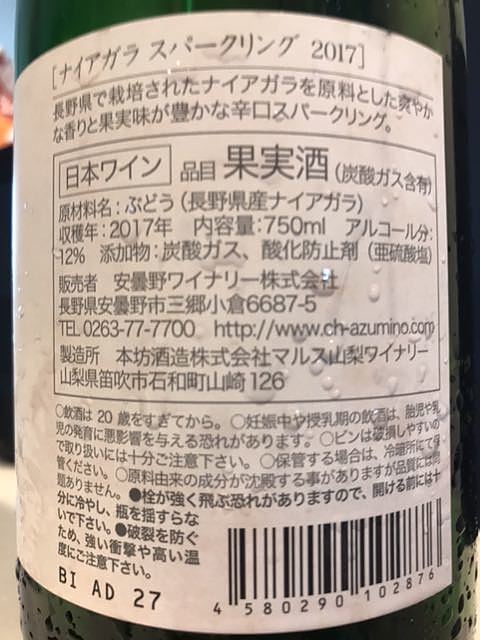 [ナイアガラ スパークリング 2017]
長野県で栽培されたナイアガラを原料とした爽やか
な香りと果実味が豊かな辛口スパークリング。
日本ワイン 品目 果実酒(炭酸ガス含有)
原材料名：ぶどう(長野県産ナイアガラ)
収穫年：2017年 内容量：750ml アルコール分：
12% 添加物：炭酸ガス、酸化防止剤(亜硫酸塩)
販売者 安曇野ワイナリー株式会社
長野県安曇野市三郷小倉6687-5
TEL 0263-77-7700 http://www.ch-azumino.com
製造所 本坊酒造株式会社マルス山梨ワイナリー
山梨県笛吹市石和町山崎126
○飲酒は20歳をすぎてから。○妊娠中や授乳期の飲酒は、胎児や乳
児の発育に悪影響を与える恐れがあります。○ビンは破損しやすいの
で取り扱いには十分ご注意下さい。○保管する場合は、冷暗所にて保
管ください。○原料由来の成分が沈殿する事がありますが品質には問
題ありません。●栓が強く飛ぶ恐れがありますので、開ける前には十
分に冷やし、瓶を揺すらな
いで下さい。●破裂を防ぐ
ため、強い衝撃や高い温
度にご注意下さい。
BI AD 27
4 580290 102876